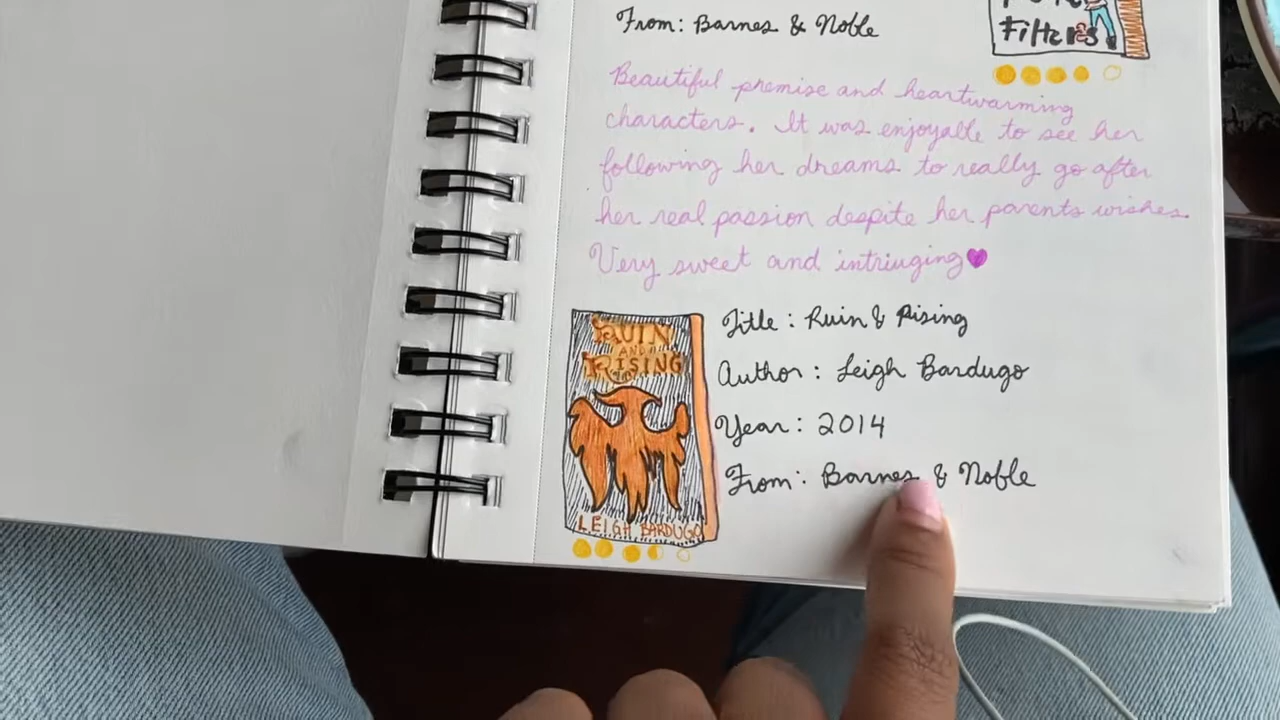 From: Barnes & Noble
Filters
Beautiful premise and heartwarming
characters. It was enjoyable to see her
following her dreams to really go after
her real passion despite her parents wishes.
Very sweet and intriuging
RUIN
AND
RISING
LEIGH BARDUGO
Title: Ruin & Rising
Author: Leigh Bardugo
Year: 2014
From: Barnes & Noble